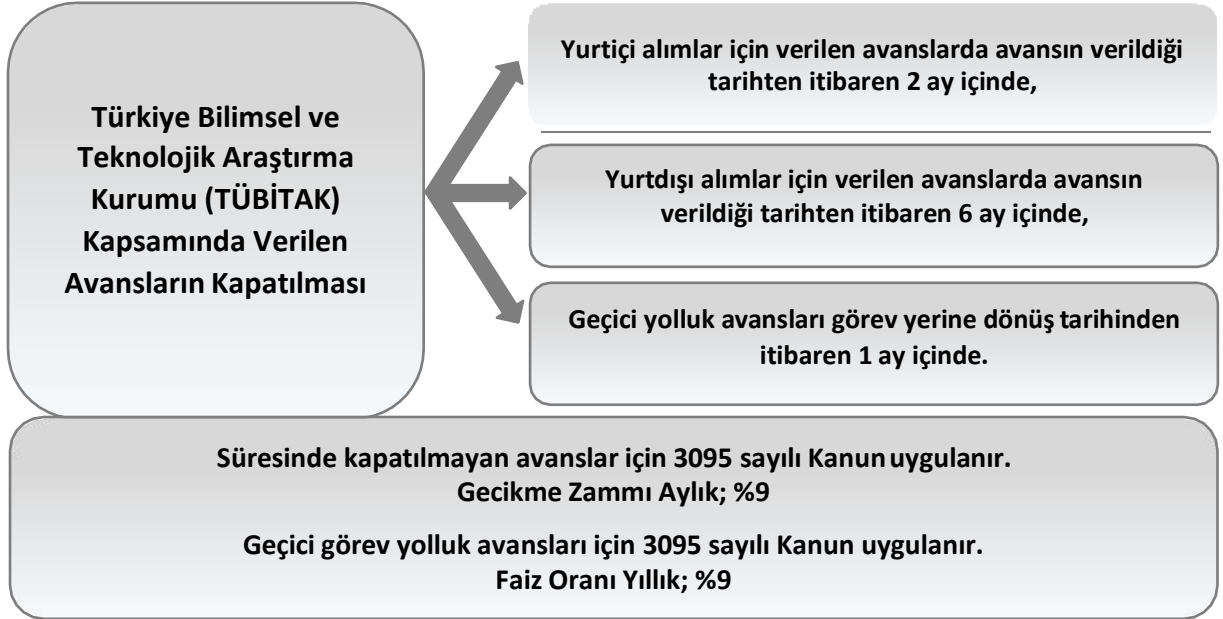 Türkiye Bilimsel ve
Teknolojik Araştırma
Kurumu (TÜBİTAK)
Kapsamında Verilen
Avansların Kapatılması
Yurtiçi alımlar için verilen avanslarda avansın verildiği
tarihten itibaren 2 ay içinde,
Yurtdışı alımlar için verilen avanslarda avansın
verildiği tarihten itibaren 6 ay içinde,
Geçici yolluk avansları görev yerine dönüş tarihinden
itibaren 1 ay içinde.
Süresinde kapatılmayan avanslar için 3095 sayılı Kanun uygulanır.
Gecikme Zammı Aylık; %9
Geçici görev yolluk avansları için 3095 sayılı Kanun uygulanır.
Faiz Oranı Yıllık; %9